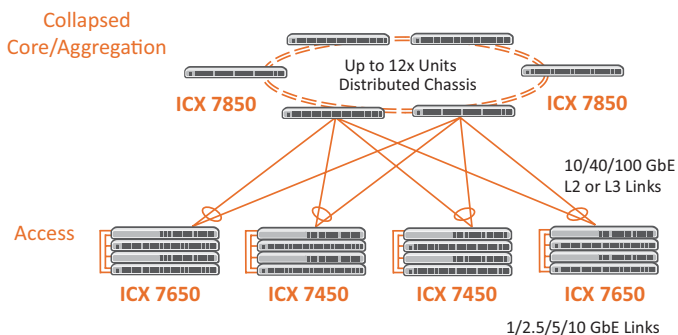 Collapsed
Core/Aggregation
Up to 12x Units
Distributed Chassis
ICX 7850
ICX 7850
10/40/100 GbE
L2 or L3 Links
Access
ICX 7650
ICX 7450
ICX 7450
ICX 7650
1/2.5/5/10 GbE Links